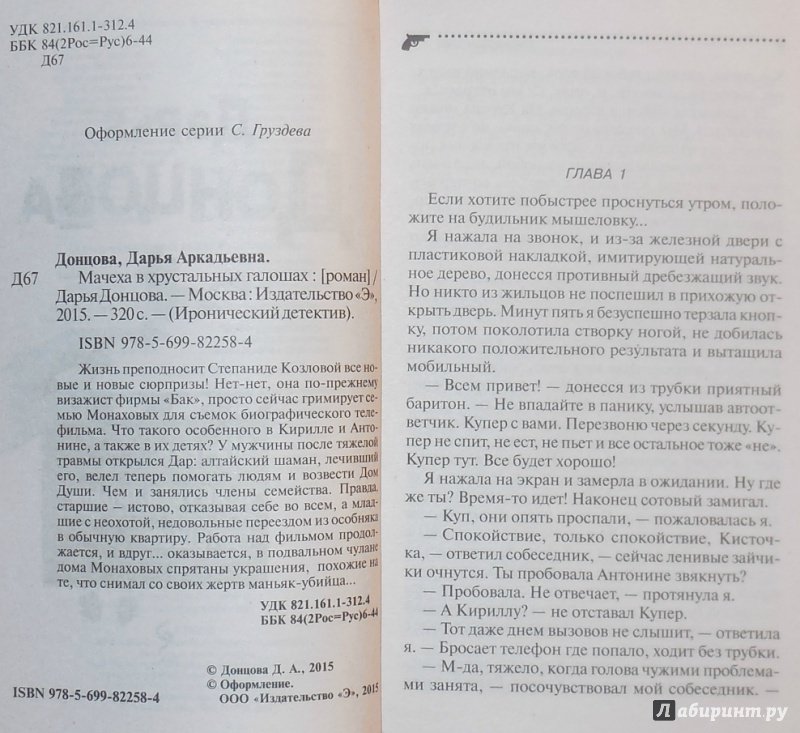 УДК 821.161.1-312.4
ББК 84(2Рос=Рус)6-44
Д67
Оформление серии С. Груздева
Донцова, Дарья Аркадьевна.
Д67 Мачеха в хрустальных галошах : [роман] /
Дарья Донцова. — Москва : Издательство «Э»,
2015. — 320 с. — (Иронический детектив).
ISBN 978-5-699-82258-4
Жизнь преподносит Степаниде Козловой все но-
вые и новые сюрпризы! Нет-нет, она по-прежнему
визажист фирмы «Бак», просто сейчас гримирует се-
мью Монаховых для съемок биографического теле-
фильма. Что такого особенного в Кирилле и Анто-
нине, а также в их детях? У мужчины после тяжелой
травмы открылся Дар: алтайский шаман, лечивший
его, велел теперь помогать людям и возвести Дом
Души. Чем и занялись члены семейства. Правда,
старшие – истово, отказывая себе во всем, а млад-
шие с неохотой, недовольные переездом из особняка
в обычную квартиру. Работа над фильмом продол-
жается, и вдруг... оказывается, в подвальном чулане
дома Монаховых спрятаны украшения, похожие на
те, что снимал со своих жертв маньяк-убийца...
УДК 821.161.1-312.4
ББК 84(2Рос=Рус)6-44
© Донцова Д. А., 2015
© Оформление.
ООО «Издательство «Э», 2015
ISBN 978-5-699-82258-4
ГЛАВА 1
Если хотите побыстрее проснуться утром, поло-
жите на будильник мышеловку...
Я нажала на звонок, и из-за железной двери с
пластиковой накладкой, имитирующей натураль-
ное дерево, донесся противный дребезжащий звук.
Но никто из жильцов не поспешил в прихожую от-
крыть дверь. Минут пять я безуспешно терзала кноп-
ку, потом поколотила створку ногой, не добилась
никакого положительного результата и вытащила
мобильный.
— Всем привет! — донесся из трубки приятный
баритон. — Не впадайте в панику, услышав автоот-
ветчик. Купер с вами. Перезвоню через секунду. Ку-
пер не спит, не ест, не пьет и все остальное тоже «не».
Купер тут. Все будет хорошо!
Я нажала на экран и замерла в ожидании. Ну где
же ты? Время-то идет! Наконец сотовый замигал.
— Куп, они опять проспали, — пожаловалась я.
— Спокойствие, только спокойствие, Кисточ-
ка, — ответил собеседник, — сейчас ленивые зайчи-
ки очнутся. Ты пробовала Антонине звякнуть?
— Пробовала. Не отвечает, — протянула я.
— А Кириллу? — не отставал Купер.
— Тот даже днем вызовов не слышит, — ответила
я. — Бросает телефон где попало, ходит без трубки.
— М-да, тяжело, когда голова чужими проблема-
ми занята, — посочувствовал мой собеседник. —
Лабиринт.ру